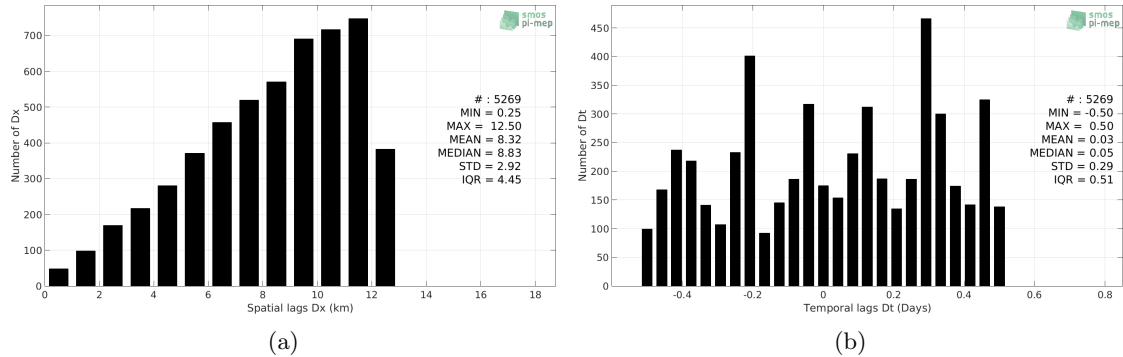 smos
pi-mep
700
600
500
400
300
200
100
0
Number of Dx
# : 5269
MIN = 0.25
MAX = 12.50
MEAN = 8.32
MEDIAN = 8.83
STD = 2.92
IQR = 4.45
0 2 4 6 8 10 12 14 16 18
Spatial lags Dx (km)
(a)
smos
pi-mep
450
400
350
300
250
200
150
100
50
0
Number of Dt
# : 5269
MIN = -0.50
MAX = 0.50
MEAN = 0.03
MEDIAN = 0.05
STD = 0.29
IQR = 0.51
-0.4 -0.2 0 0.2 0.4 0.6 0.8
Temporal lags Dt (Days)
(b)